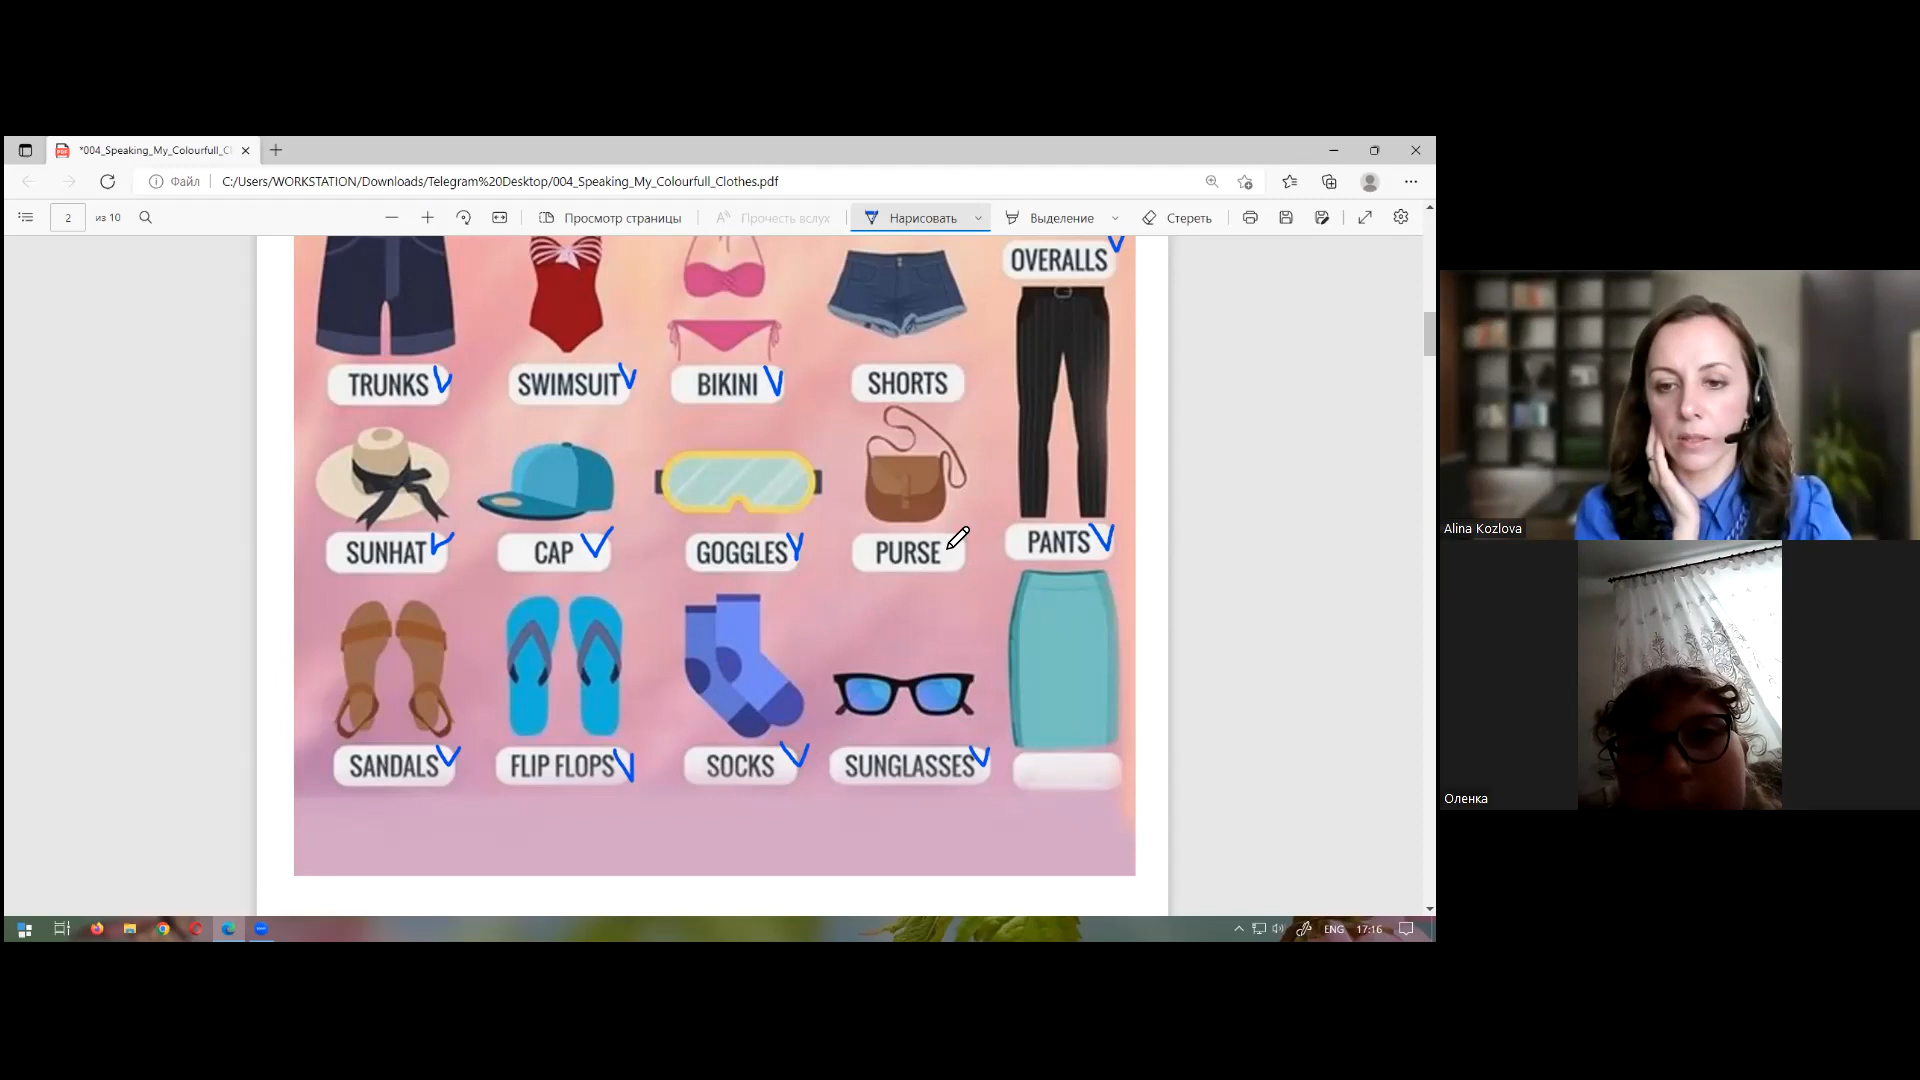 *004_Speaking_My_Colourfull_Cl
Файл
C:/Users/WORKSTATION/Downloads/Telegram%20Desktop/004_Speaking_My_Colourfull_Clothes.pdf
2 из 10
Просмотр страницы
Прочесть вслух
Нарисовать
Выделение
Стереть
OVERALLS
TRUNKS
SWIMSUIT
BIKINI
SHORTS
SUNHAT
CAP
GOGGLES
PURSE
PANTS
SANDALS
FLIP FLOPS
SOCKS
SUNGLASSES
Alina Kozlova
Оленка
ENG
17:16